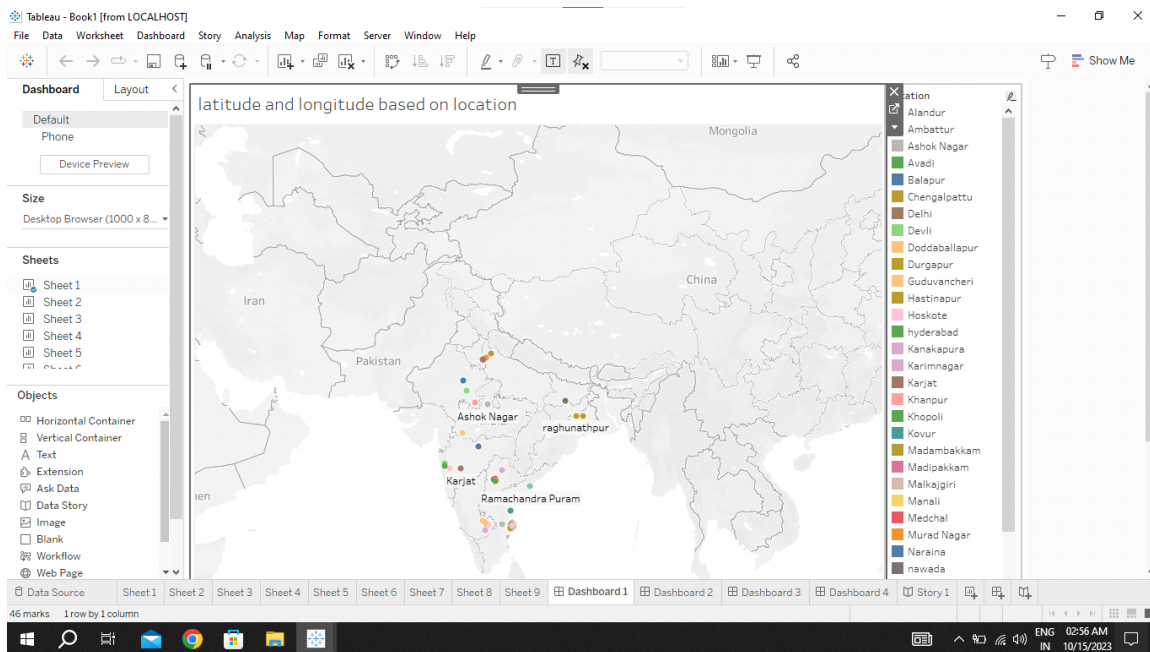 Tableau - Book1 [from LOCALHOST]
File Data Worksheet Dashboard Story Analysis Map Format Server Window Help
Show Me
Dashboard Layout
Default
Phone
Device Preview
Size
Desktop Browser (1000 x 8...
Sheets
Sheet 1
Sheet 2
Sheet 3
Sheet 4
Sheet 5
Objects
Horizontal Container
Vertical Container
Text
Extension
Ask Data
Data Story
Image
Blank
Workflow
Web Page
latitude and longitude based on location
Mongolia
China
Iran
Pakistan
Ashok Nagar
raghunathpur
Karjat
Ramachandra Puram
men
cation
Alandur
Ambattur
Ashok Nagar
Avadi
Balapur
Chengalpattu
Delhi
Devli
Doddaballapur
Durgapur
Guduvancheri
Hastinapur
Hoskote
hyderabad
Kanakapura
Karimnagar
Karjat
Khanpur
Khopoli
Kovur
Madambakkam
Madipakkam
Malkajgiri
Manali
Medchal
Murad Nagar
Naraina
nawada
Data Source Sheet 1 Sheet 2 Sheet 3 Sheet 4 Sheet 5 Sheet 6 Sheet 7 Sheet 8 Sheet 9 Dashboard 1 Dashboard 2 Dashboard 3 Dashboard 4 Story 1
46 marks 1 row by 1 column
ENG 02:56 AM
IN 10/15/2023